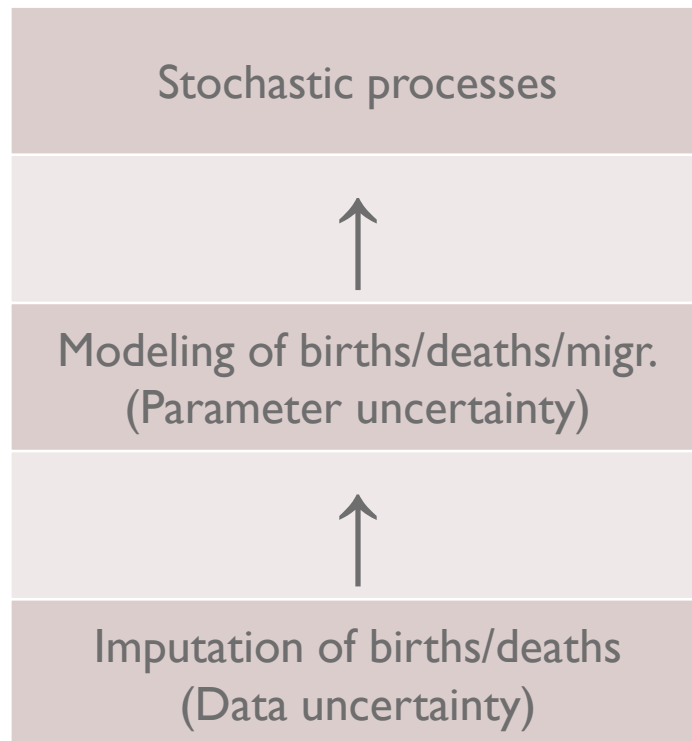 Stochastic processes
↑
Modeling of births/deaths/migr.
(Parameter uncertainty)
↑
Imputation of births/deaths
(Data uncertainty)